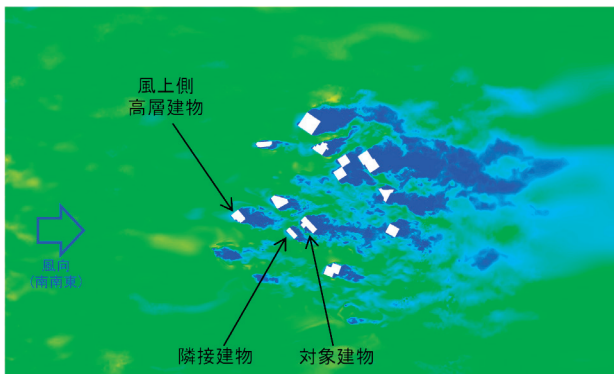 風上側
高層建物
風向
(南南東)
隣接建物
対象建物